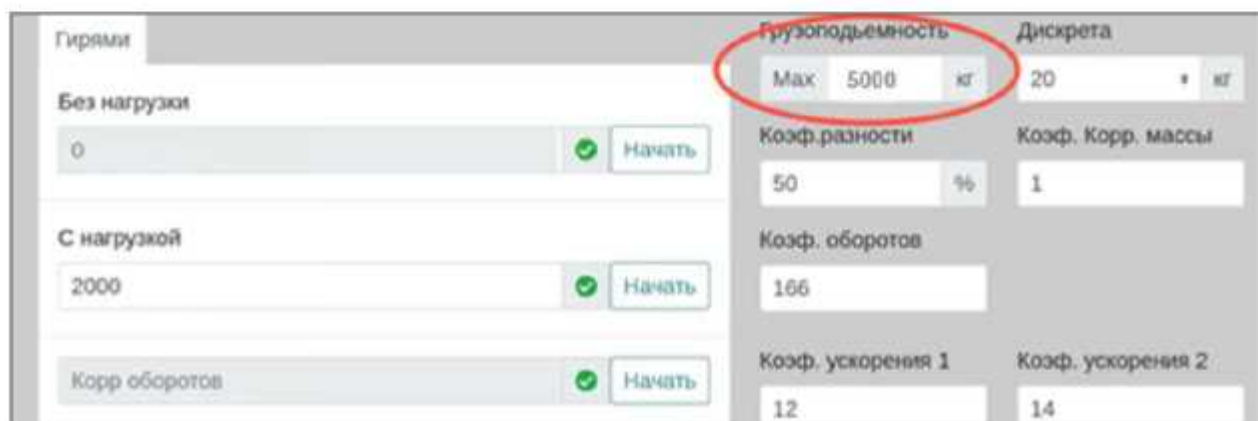 Гирями
Без нагрузки
0
Начать
С нагрузкой
2000
Начать
Корр оборотов
Начать
Грузоподьемность
Max 5000 кг
Дискрета
20 кг
Коэф.разности
50 %
Коэф. Корр. массы
1
Коэф. оборотов
166
Коэф. ускорения 1
12
Коэф. ускорения 2
14